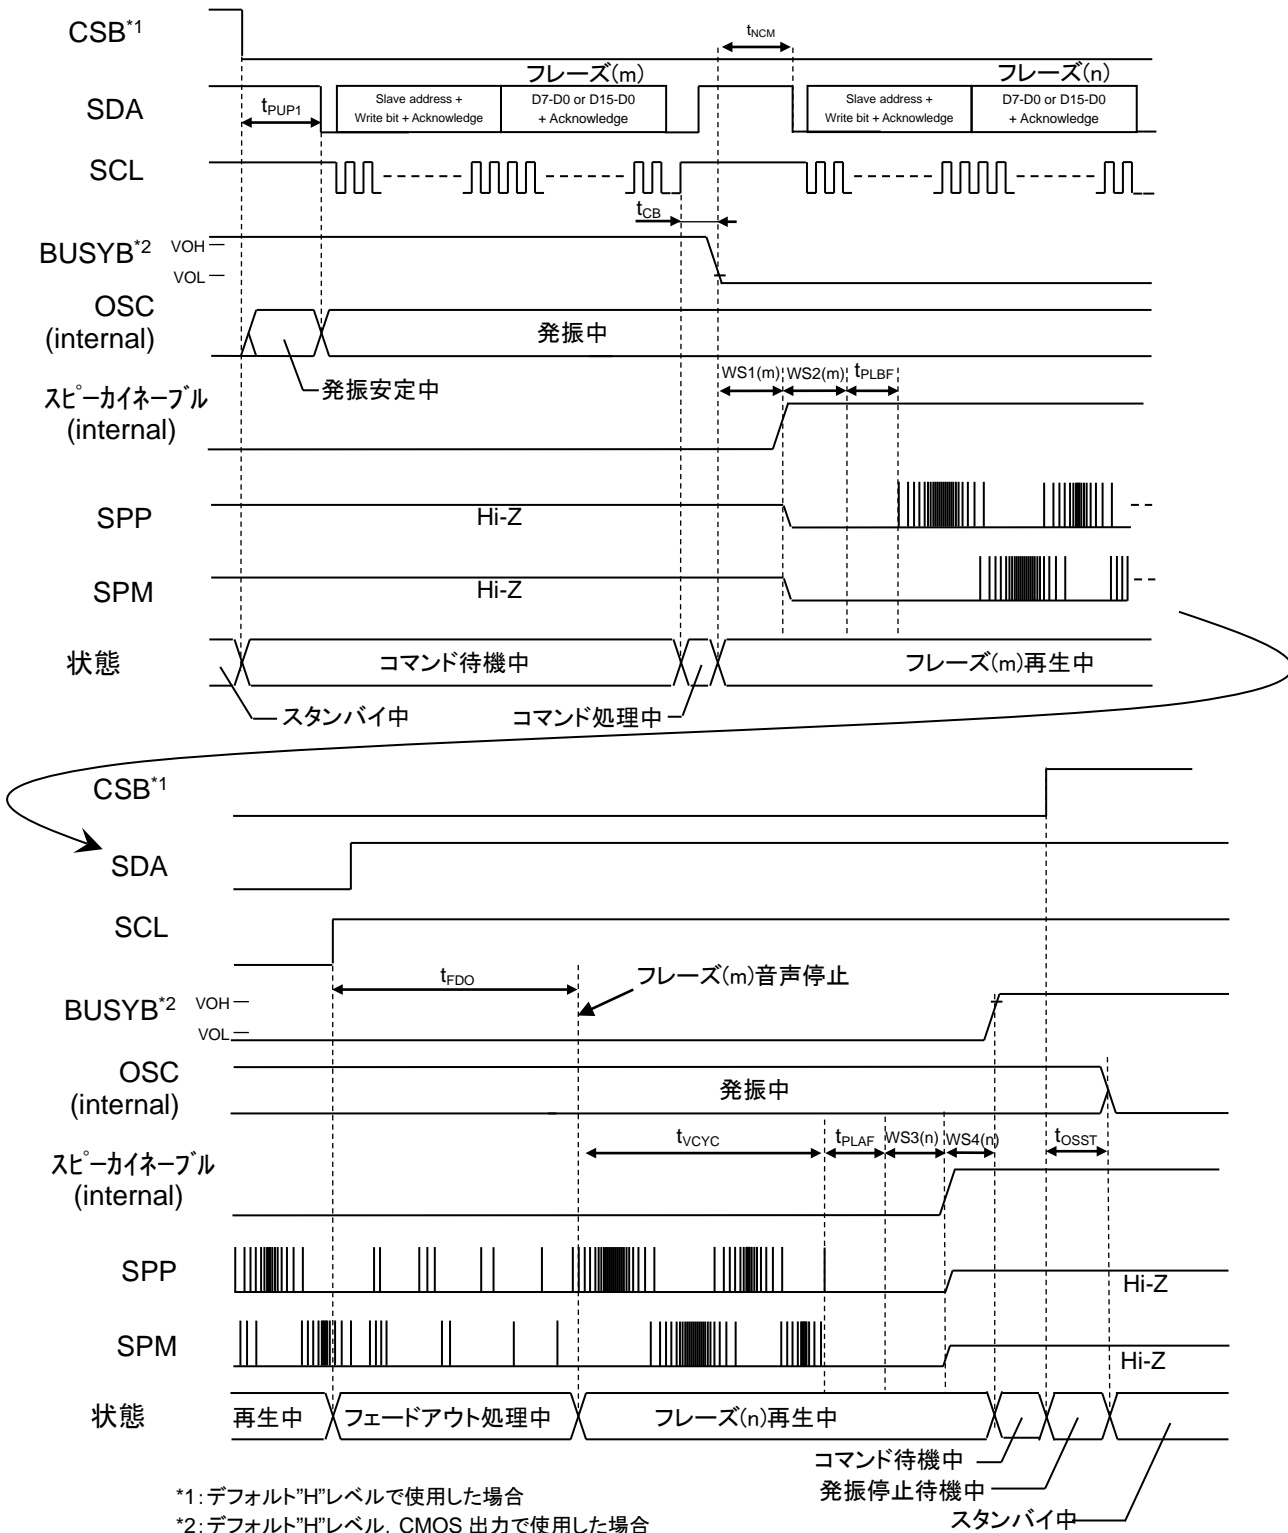 CSB*1
tNCM
フレーズ(m)
フレーズ(n)
SDA
tPUP1
Slave address +
Write bit + Acknowledge
D7-D0 or D15-D0
+ Acknowledge
Slave address +
Write bit + Acknowledge
D7-D0 or D15-D0
+ Acknowledge
SCL
tCB
BUSYB*2
VOH
VOL
OSC
(internal)
発振中
発振安定中
WS1(m)
WS2(m)
tPLBF
スピーカイネーブル
(internal)
SPP
Hi-Z
SPM
Hi-Z
状態
コマンド待機中
フレーズ(m)再生中
スタンバイ中
コマンド処理中
CSB*1
SDA
SCL
tFDO
フレーズ(m)音声停止
BUSYB*2
VOH
VOL
OSC
(internal)
発振中
tVCYC
tPLAF
WS3(n)
WS4(n)
tOSST
スピーカイネーブル
(internal)
SPP
Hi-Z
SPM
Hi-Z
状態
再生中
フェードアウト処理中
フレーズ(n)再生中
コマンド待機中
発振停止待機中
スタンバイ中
*1:デフォルト"H"レベルで使用した場合
*2:デフォルト"H"レベル, CMOS 出力で使用した場合